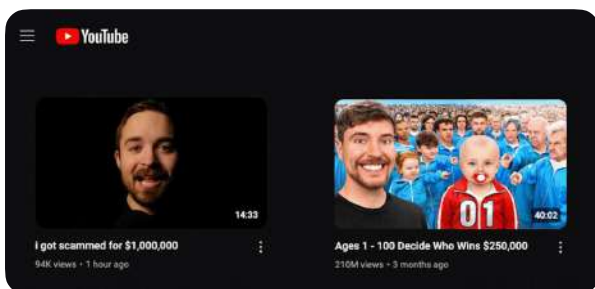 YouTube
14:33
01
40:02
i got scammed for $1,000,000
94K views • 1 hour ago
Ages 1 - 100 Decide Who Wins $250,000
210M views • 3 months ago